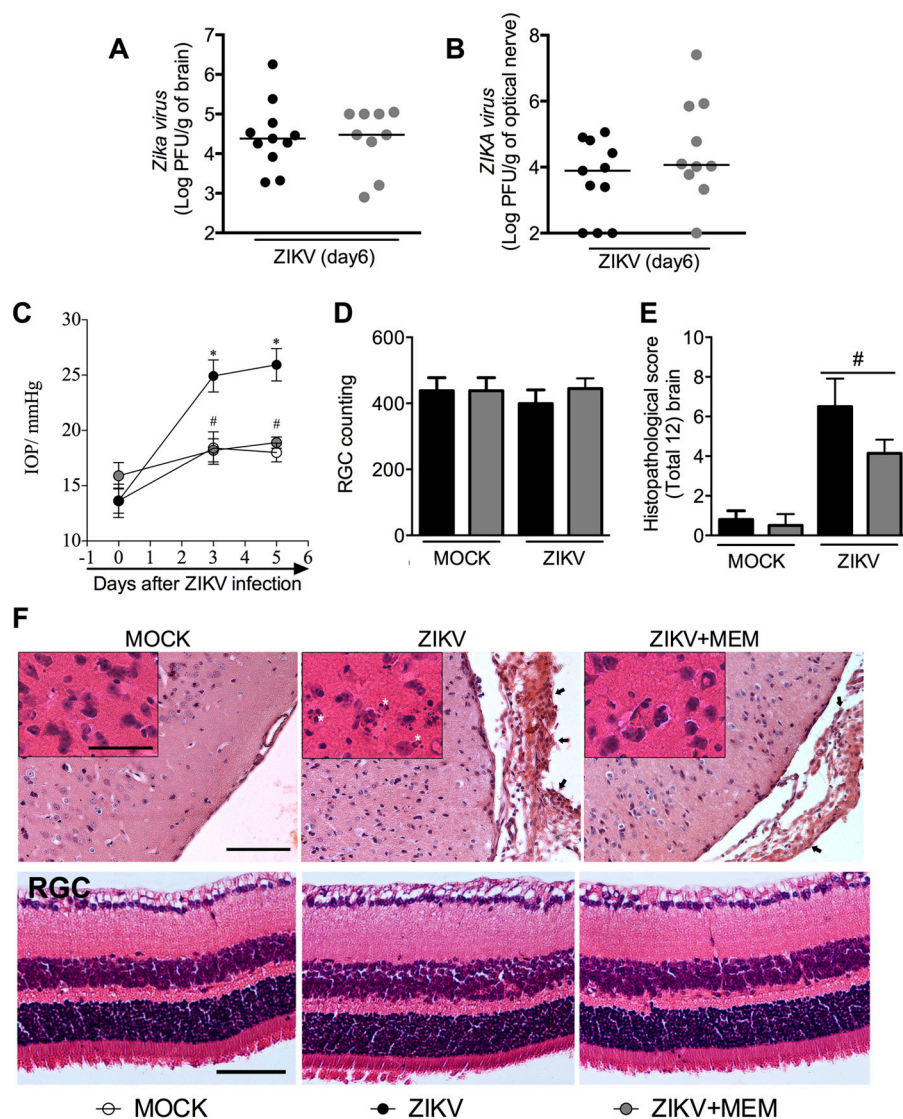 A
Zika virus
(Log PFU/g of brain)
7
6
5
4
3
2
ZIKV (day6)
B
ZIKA virus
(Log PFU/g of optical nerve)
8
6
4
2
ZIKV (day6)
C
IOP/ mmHg
30
25
20
15
10
* *
# #
-1 0 1 2 3 4 5 6
Days after ZIKV infection
D
RGC counting
600
400
200
0
MOCK ZIKV
E
Histopathological score
(Total 12) brain
10
8
6
4
2
0
#
MOCK ZIKV
F
MOCK ZIKV ZIKV+MEM
* * *
RGC
MOCK ZIKV ZIKV+MEM